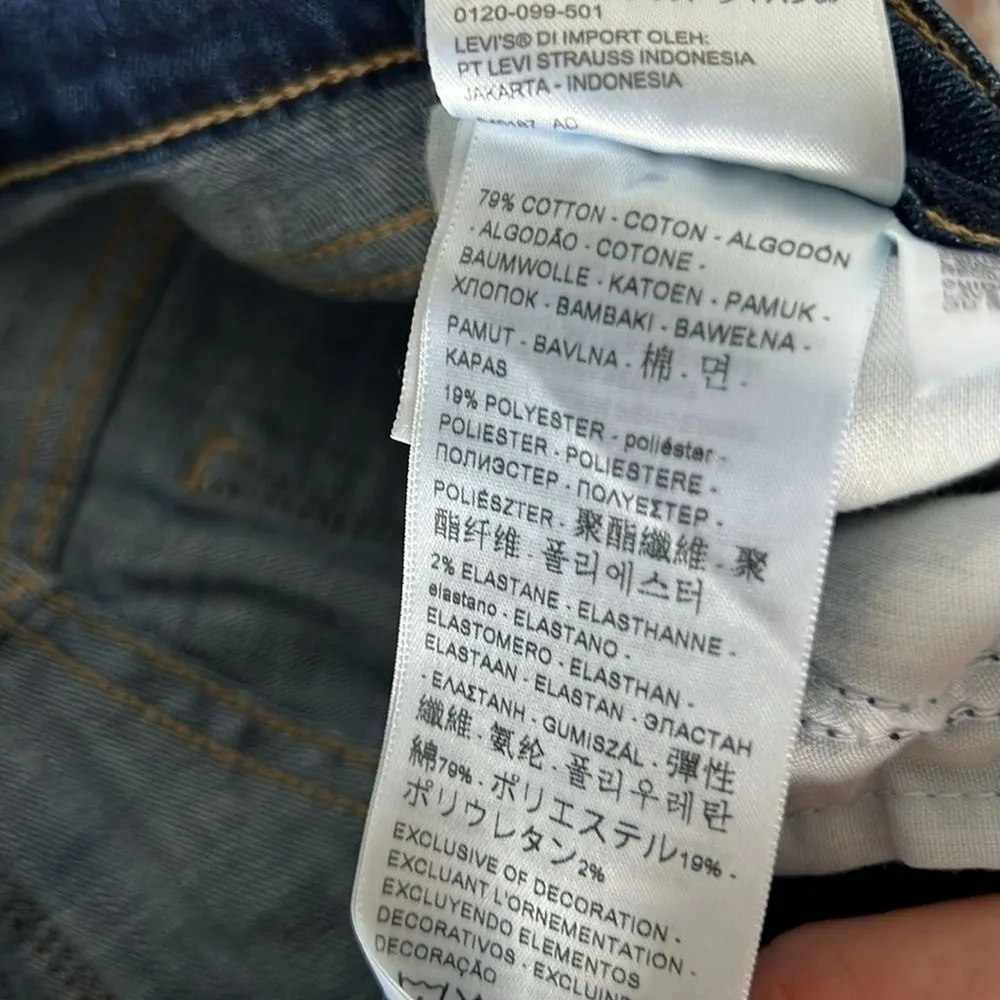 0120-099-501
LEVI'S® DI IMPORT OLEH:
PT LEVI STRAUSS INDONESIA
JAKARTA - INDONESIA
AO
79% COTTON - COTON - ALGODÓN
- ALGODÃO - COTONE -
BAUMWOLLE - KATOEN - PAMUK -
ХЛОПОК - BAMBAKI - BAWEŁNA -
PAMUT - BAVLNA - 棉 - 면 -
KAPAS
19% POLYESTER - poliéster -
POLIESTER - POLIESTERE -
ПОЛИЭСТЕР - ΠΟΛΥΕΣΤΕΡ -
POLIÉSZTER - 聚酯纖維 - 聚
酯纤维 - 폴리에스터
2% ELASTANE - ELASTHANNE -
elastano - ELASTANO -
ELASTOMERO - ELASTHAN -
ELASTAAN - ELASTAN - ЭЛАСТАН
- ΕΛΑΣΤΑΝΗ - GUMISZÁL - 彈性
纖維 - 氨纶 - 폴리우레탄
綿79% - ポリエステル19% -
ポリウレタン2%
EXCLUSIVE OF DECORATION -
EXCLUANT L'ORNEMENTATION -
EXCLUYENDO ELEMENTOS
DECORATIVOS - EXCLUINDO
DECORAÇÃO